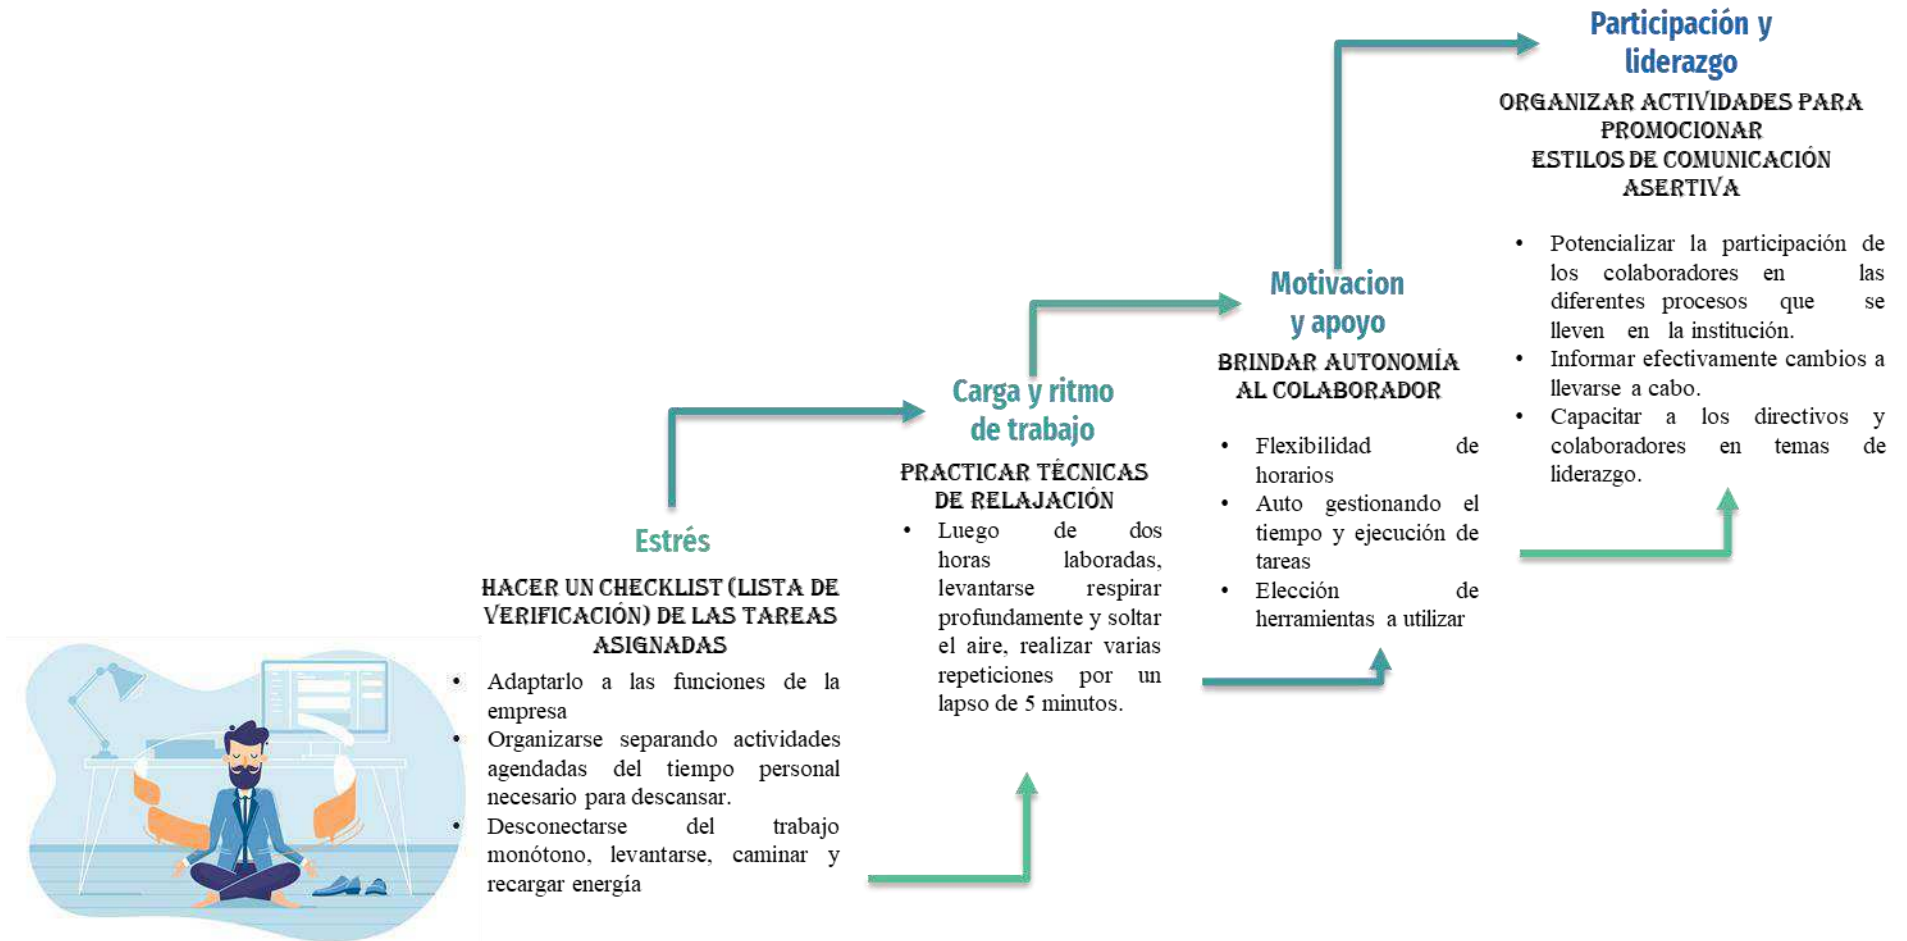 Estrés
HACER UN CHECKLIST (LISTA DE
VERIFICACIÓN) DE LAS TAREAS
ASIGNADAS
• Adaptarlo a las funciones de la
empresa
• Organizarse separando actividades
agendadas del tiempo personal
necesario para descansar.
• Desconectarse del trabajo
monótono, levantarse, caminar y
recargar energía
Carga y ritmo
de trabajo
PRACTICAR TÉCNICAS
DE RELAJACIÓN
• Luego de dos
horas laboradas,
levantarse respirar
profundamente y soltar
el aire, realizar varias
repeticiones por un
lapso de 5 minutos.
Motivacion
y apoyo
BRINDAR AUTONOMÍA
AL COLABORADOR
• Flexibilidad de
horarios
• Auto gestionando el
tiempo y ejecución de
tareas
• Elección de
herramientas a utilizar
Participación y
liderazgo
ORGANIZAR ACTIVIDADES PARA
PROMOCIONAR
ESTILOS DE COMUNICACIÓN
ASERTIVA
• Potencializar la participación de
los colaboradores en las
diferentes procesos que se
lleven en la institución.
• Informar efectivamente cambios a
llevarse a cabo.
• Capacitar a los directivos y
colaboradores en temas de
liderazgo.